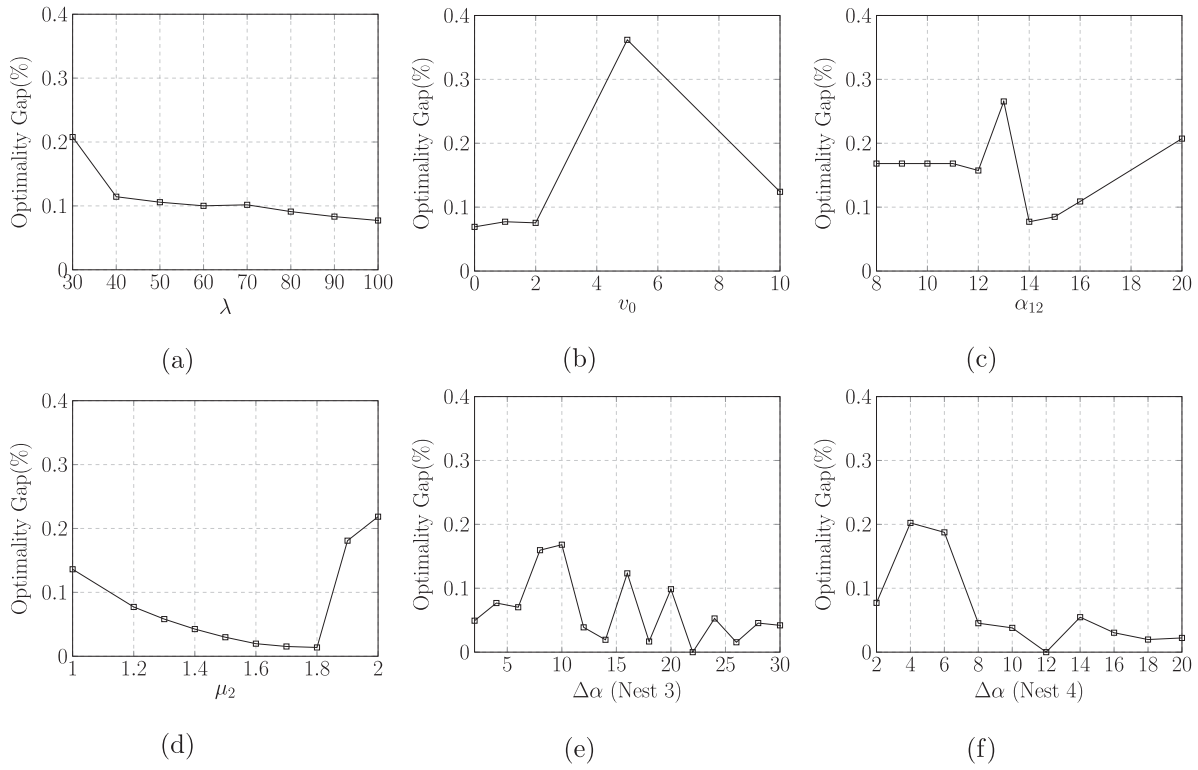 0.4
0.3
0.2
0.1
0
Optimality Gap(%)
30 40 50 60 70 80 90 100
λ
(a)
0.4
0.3
0.2
0.1
0
Optimality Gap(%)
0 2 4 6 8 10
v₀
(b)
0.4
0.3
0.2
0.1
0
Optimality Gap(%)
8 10 12 14 16 18 20
α₁₂
(c)
0.4
0.3
0.2
0.1
0
Optimality Gap(%)
1 1.2 1.4 1.6 1.8 2
μ₂
(d)
0.4
0.3
0.2
0.1
0
Optimality Gap(%)
5 10 15 20 25 30
Δα (Nest 3)
(e)
0.4
0.3
0.2
0.1
0
Optimality Gap(%)
2 4 6 8 10 12 14 16 18 20
Δα (Nest 4)
(f)